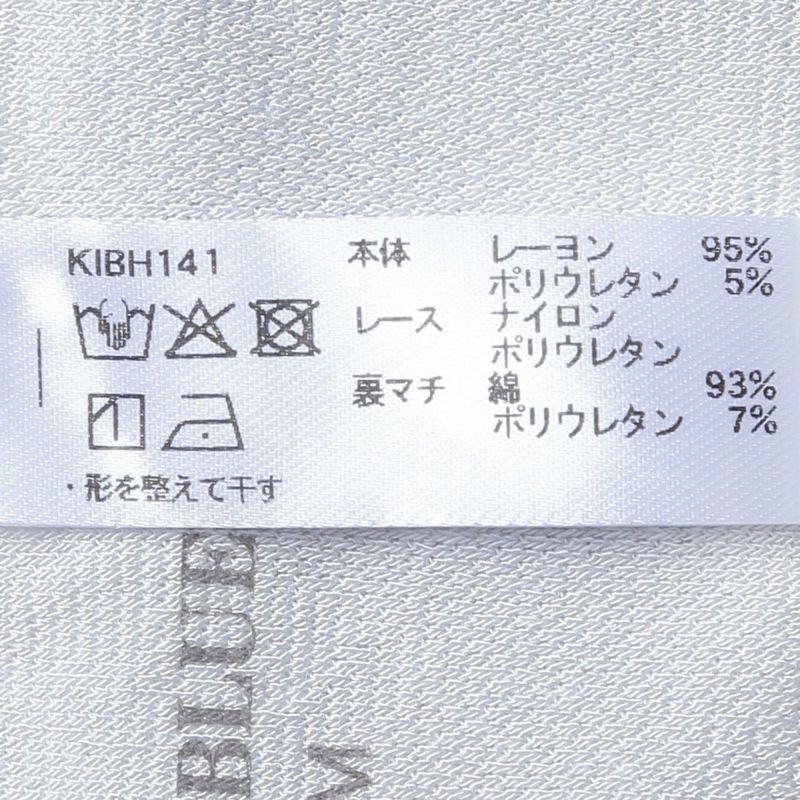 KIBH141
・形を整えて干す
本体 レーヨン 95%
ポリウレタン 5%
レース ナイロン
ポリウレタン
裏マチ 綿 93%
ポリウレタン 7%
BLUE
M